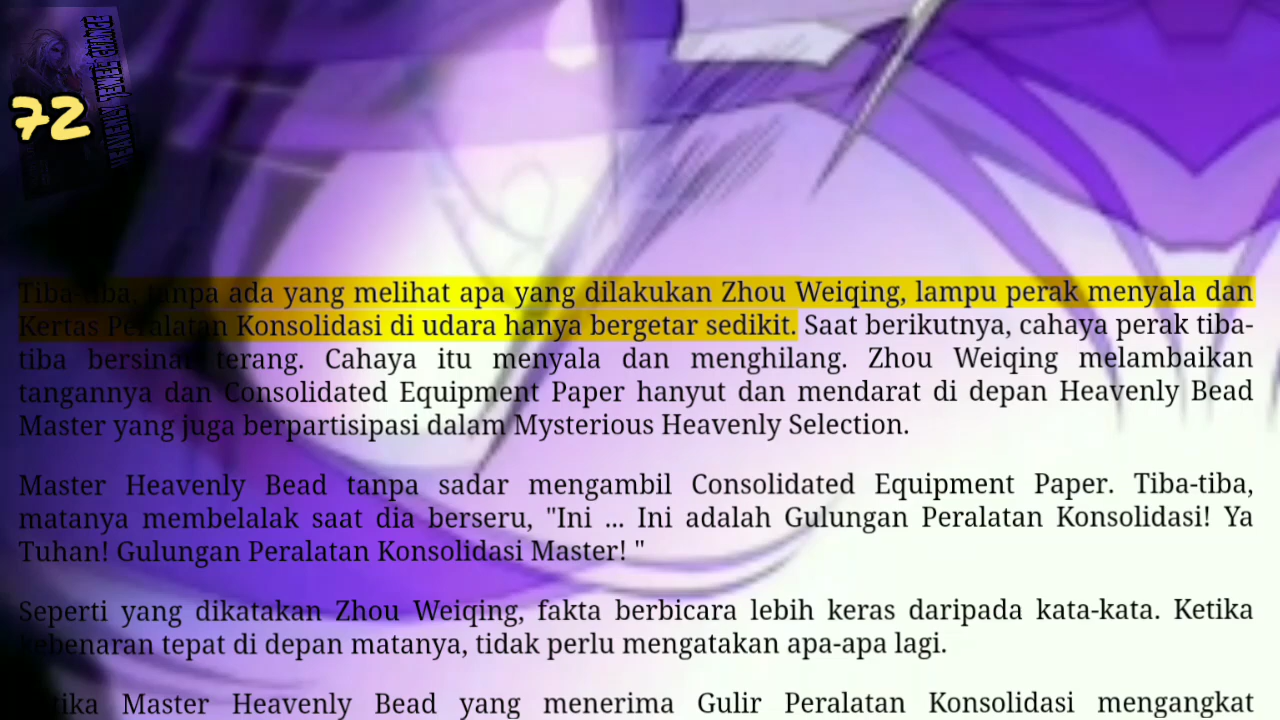 HEAVENLY JEWEL CHANGE
72
Tiba-tiba, tanpa ada yang melihat apa yang dilakukan Zhou Weiqing, lampu perak menyala dan
Kertas Peralatan Konsolidasi di udara hanya bergetar sedikit. Saat berikutnya, cahaya perak tiba-
tiba bersinar terang. Cahaya itu menyala dan menghilang. Zhou Weiqing melambaikan
tangannya dan Consolidated Equipment Paper hanyut dan mendarat di depan Heavenly Bead
Master yang juga berpartisipasi dalam Mysterious Heavenly Selection.
Master Heavenly Bead tanpa sadar mengambil Consolidated Equipment Paper. Tiba-tiba,
matanya membelalak saat dia berseru, "Ini ... Ini adalah Gulungan Peralatan Konsolidasi! Ya
Tuhan! Gulungan Peralatan Konsolidasi Master! "
Seperti yang dikatakan Zhou Weiqing, fakta berbicara lebih keras daripada kata-kata. Ketika
kebenaran tepat di depan matanya, tidak perlu mengatakan apa-apa lagi.
Ketika Master Heavenly Bead yang menerima Gulir Peralatan Konsolidasi mengangkat